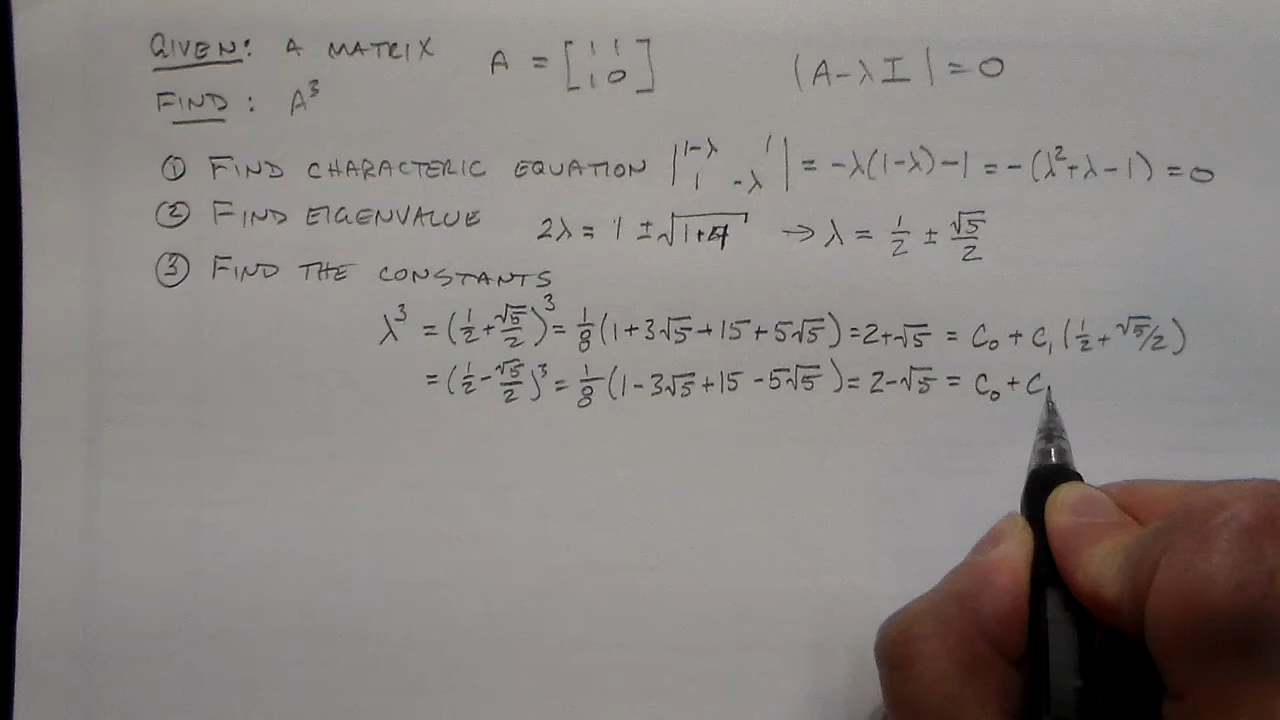 GIVEN: A MATRIX A = [1 1; 1 0] |A-λI| = 0
FIND: A³
① FIND CHARACTERIC EQUATION |1-λ 1; 1 -λ| = -λ(1-λ)-1 = -(λ²+λ-1) = 0
② FIND EIGENVALUE 2λ = 1 ± √1+4 → λ = 1/2 ± √5/2
③ FIND THE CONSTANTS
λ³ = (1/2+√5/2)³ = 1/8(1+3√5+15+5√5) = 2+√5 = C₀ + C₁(1/2+√5/2)
= (1/2-√5/2)³ = 1/8(1-3√5+15-5√5) = 2-√5 = C₀+C₁